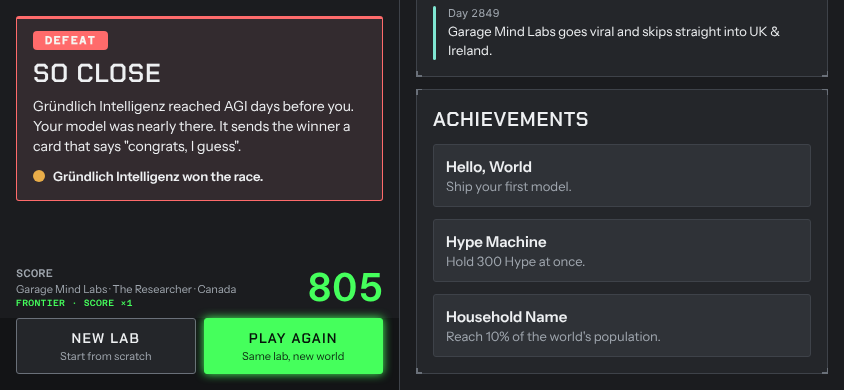 DEFEAT
SO CLOSE
Gründlich Intelligenz reached AGI days before you.
Your model was nearly there. It sends the winner a
card that says "congrats, I guess".
Gründlich Intelligenz won the race.
SCORE
Garage Mind Labs · The Researcher · Canada
FRONTIER · SCORE ×1
805
NEW LAB
Start from scratch
PLAY AGAIN
Same lab, new world
Day 2849
Garage Mind Labs goes viral and skips straight into UK &
Ireland.
ACHIEVEMENTS
Hello, World
Ship your first model.
Hype Machine
Hold 300 Hype at once.
Household Name
Reach 10% of the world's population.